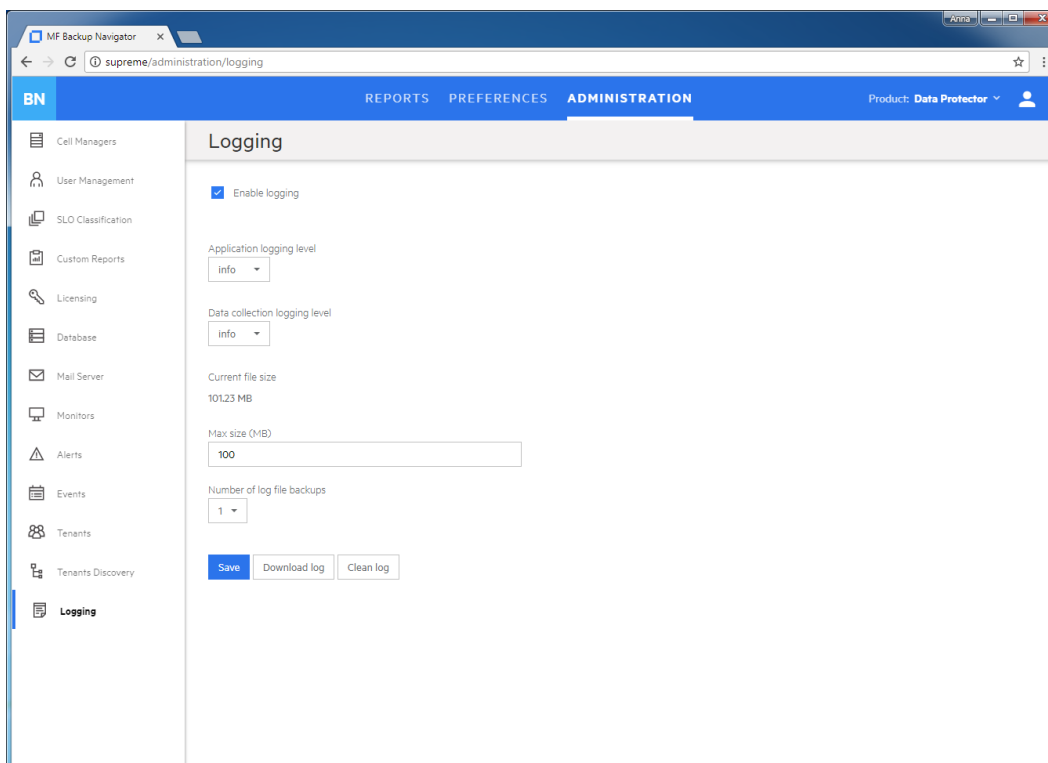 Anna
MF Backup Navigator
supreme/administration/logging
BN
REPORTS PREFERENCES ADMINISTRATION
Product: Data Protector
Cell Managers
User Management
SLO Classification
Custom Reports
Licensing
Database
Mail Server
Monitors
Alerts
Events
Tenants
Tenants Discovery
Logging
Logging
Enable logging
Application logging level
info
Data collection logging level
info
Current file size
101.23 MB
Max size (MB)
100
Number of log file backups
1
Save Download log Clean log